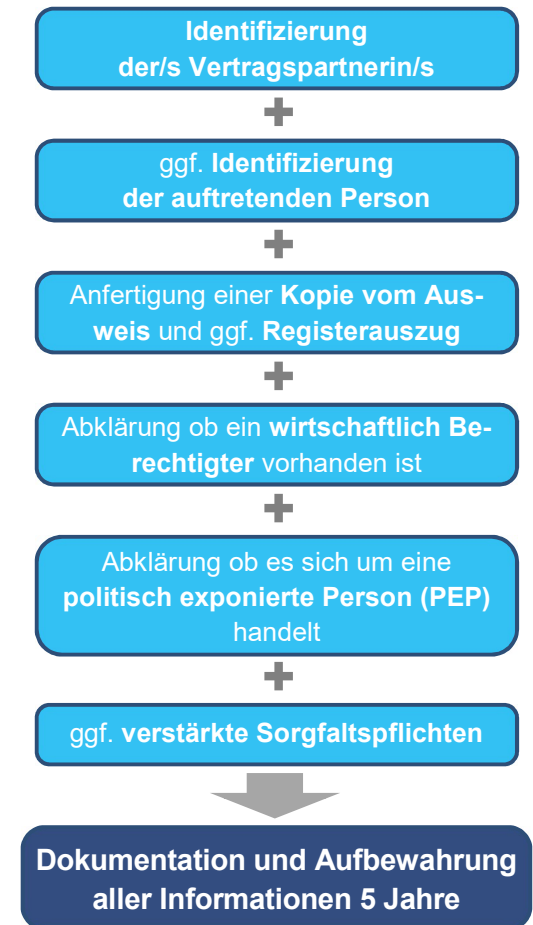 Identifizierung
der/s Vertragspartnerin/s
ggf. Identifizierung
der auftretenden Person
Anfertigung einer Kopie vom Aus-
weis und ggf. Registerauszug
Abklärung ob ein wirtschaftlich Be-
rechtigter vorhanden ist
Abklärung ob es sich um eine
politisch exponierte Person (PEP)
handelt
ggf. verstärkte Sorgfaltspflichten
Dokumentation und Aufbewahrung
aller Informationen 5 Jahre